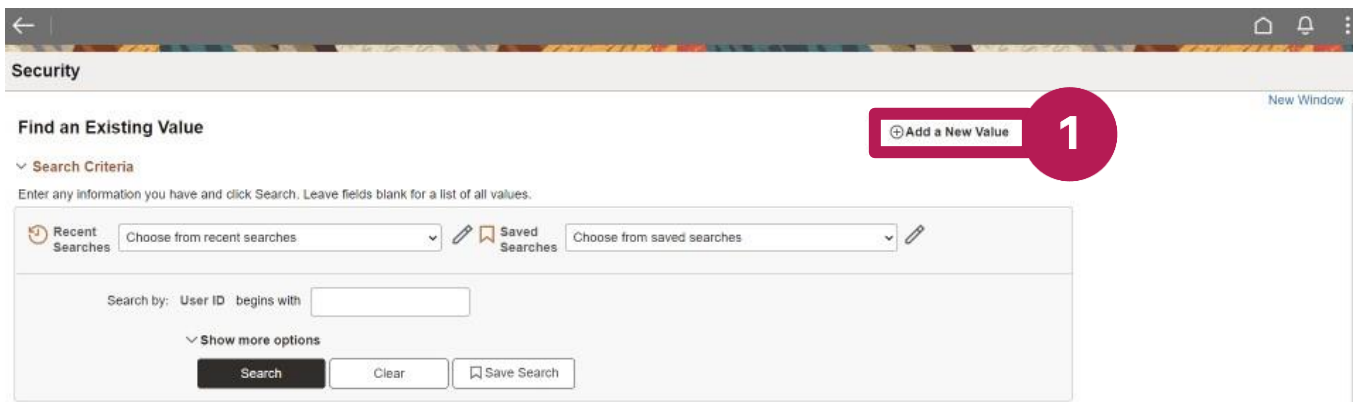 Security
New Window
Find an Existing Value
Add a New Value
1
Search Criteria
Enter any information you have and click Search. Leave fields blank for a list of all values.
Recent Searches
Choose from recent searches
Saved Searches
Choose from saved searches
Search by: User ID begins with
Show more options
Search Clear Save Search